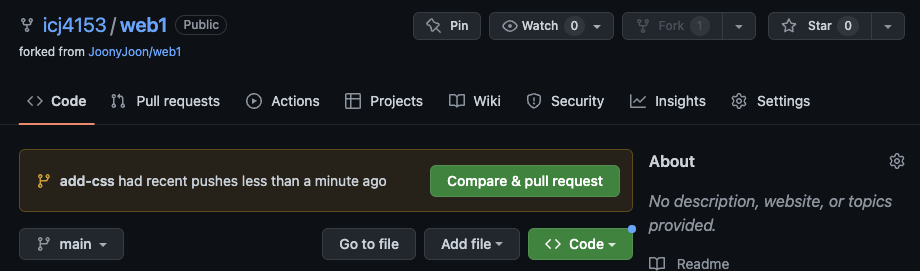 icj4153/web1 Public Pin Watch 0 Fork 1 Star 0
forked from JoonyJoon/web1
Code Pull requests Actions Projects Wiki Security Insights Settings
add-css had recent pushes less than a minute ago Compare & pull request
main Go to file Add file Code
About
No description, website, or topics
provided.
Readme